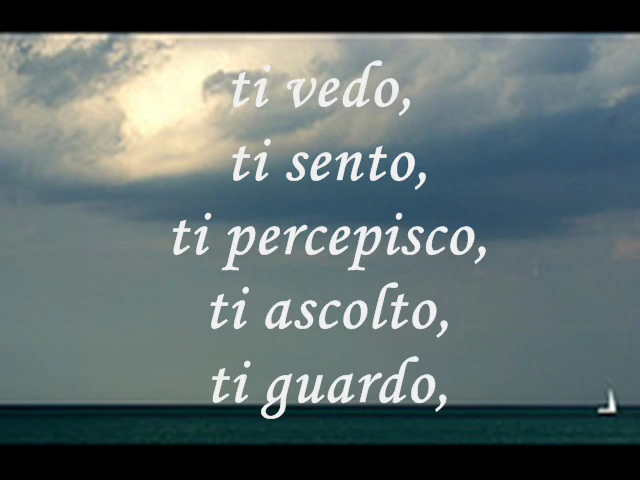 ti vedo,
ti sento,
ti percepisco,
ti ascolto,
ti guardo,